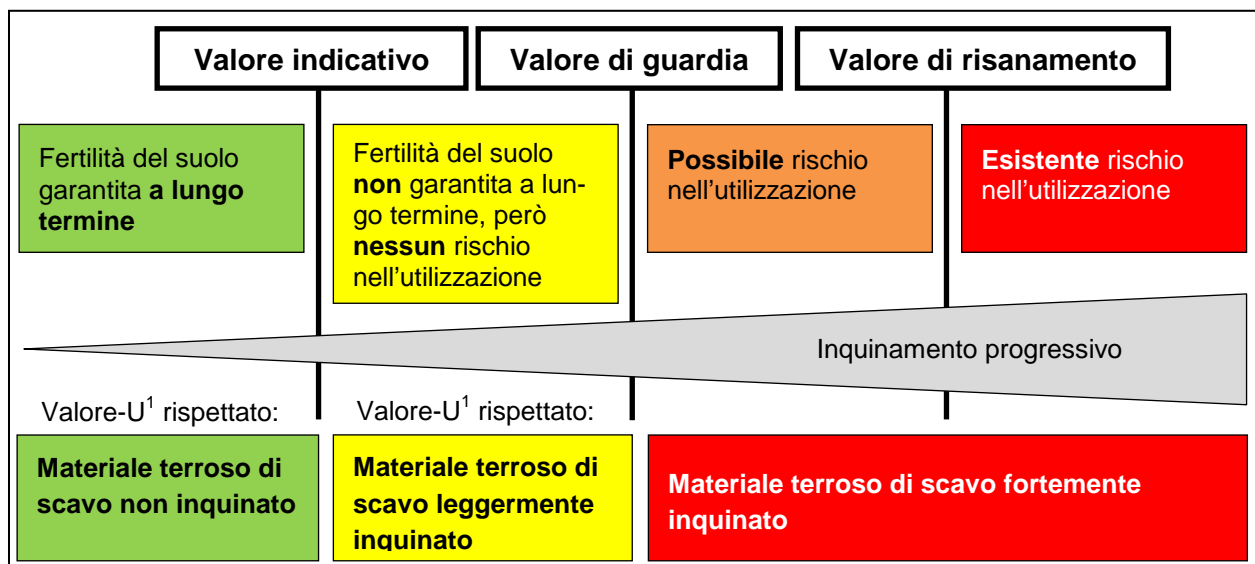 Valore indicativo
Valore di guardia
Valore di risanamento
Fertilità del suolo
garantita a lungo
termine
Fertilità del suolo
non garantita a lun-
go termine, però
nessun rischio
nell’utilizzazione
Possibile rischio
nell’utilizzazione
Esistente rischio
nell’utilizzazione
Inquinamento progressivo
Valore-U¹ rispettato:
Valore-U¹ rispettato:
Materiale terroso di
scavo non inquinato
Materiale terroso di
scavo leggermente
inquinato
Materiale terroso di scavo fortemente
inquinato